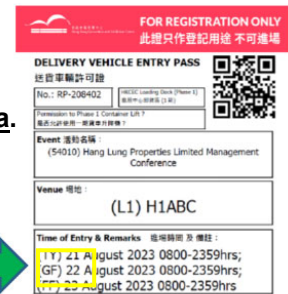 FOR REGISTRATION ONLY
此證只作登記用途 不可進場
DELIVERY VEHICLE ENTRY PASS
送貨車輛許可證
No.: RP-208402
HKCEC Loading Dock (Phase 1)
Permission to Phase 1 Container Lift ?
a.
Event 活動名稱 :
(54010) Hang Lung Properties Limited Management
Conference
Venue 場地 :
(L1) H1ABC
Time of Entry & Remarks 進場時間 及 備註 :
(TY) 21 August 2023 0800-2359hrs;
(GF) 22 August 2023 0800-2359hrs;
(FF) 23 August 2023 0800-2359hrs